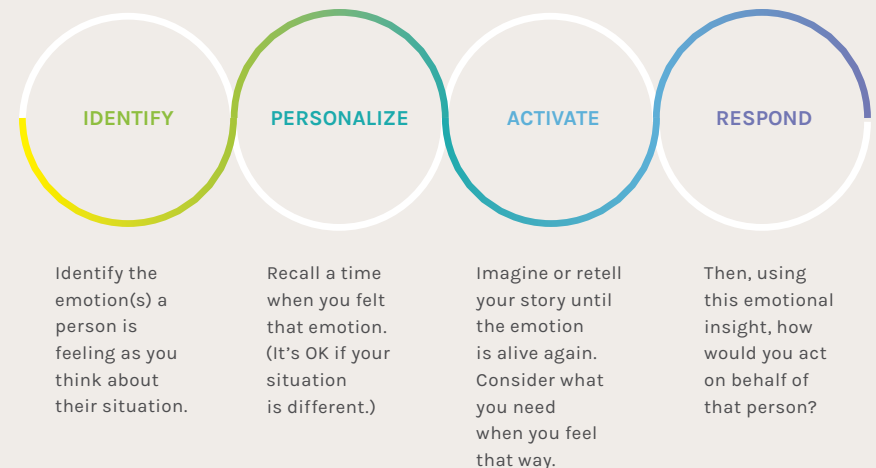 IDENTIFY
PERSONALIZE
ACTIVATE
RESPOND
Identify the
emotion(s) a
person is
feeling as you
think about
their situation.
Recall a time
when you felt
that emotion.
(It's OK if your
situation
is different.)
Imagine or retell
your story until
the emotion
is alive again.
Consider what
you need
when you feel
that way.
Then, using
this emotional
insight, how
would you act
on behalf of
that person?